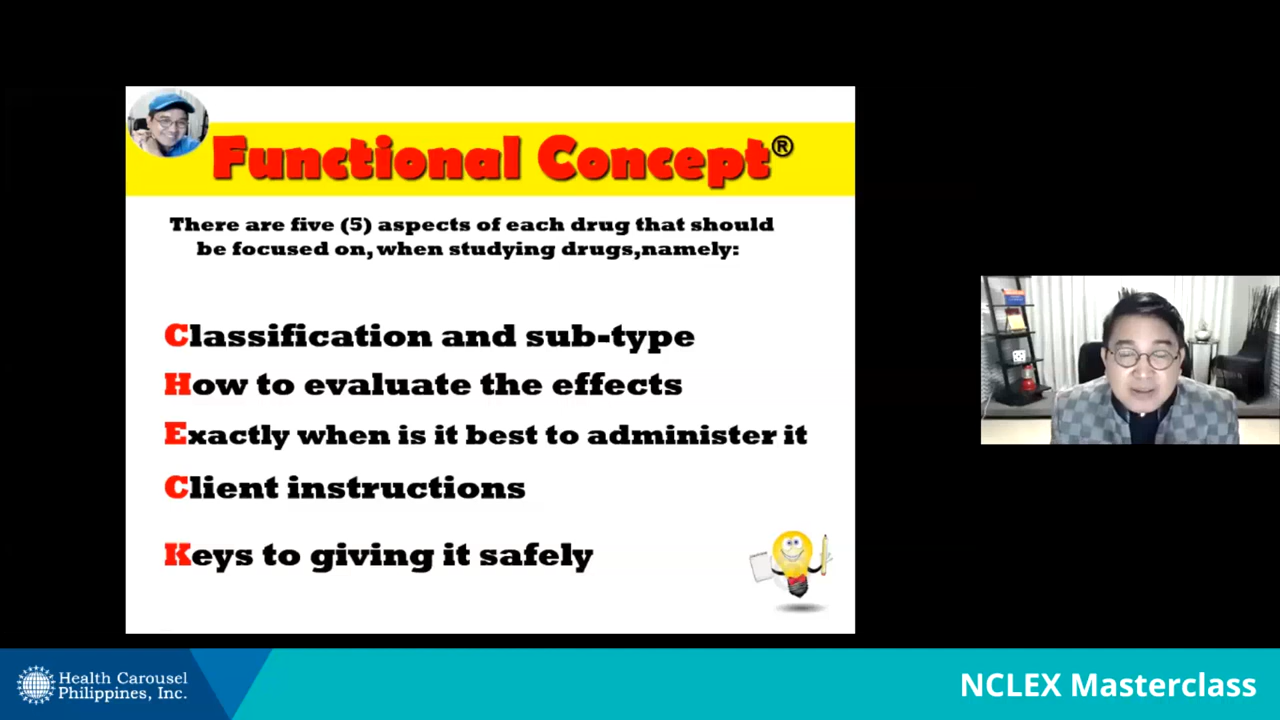 Functional Concept®
There are five (5) aspects of each drug that should
be focused on, when studying drugs,namely:
Classification and sub-type
How to evaluate the effects
Exactly when is it best to administer it
Client instructions
Keys to giving it safely
Health Carousel
Philippines, Inc.
NCLEX Masterclass